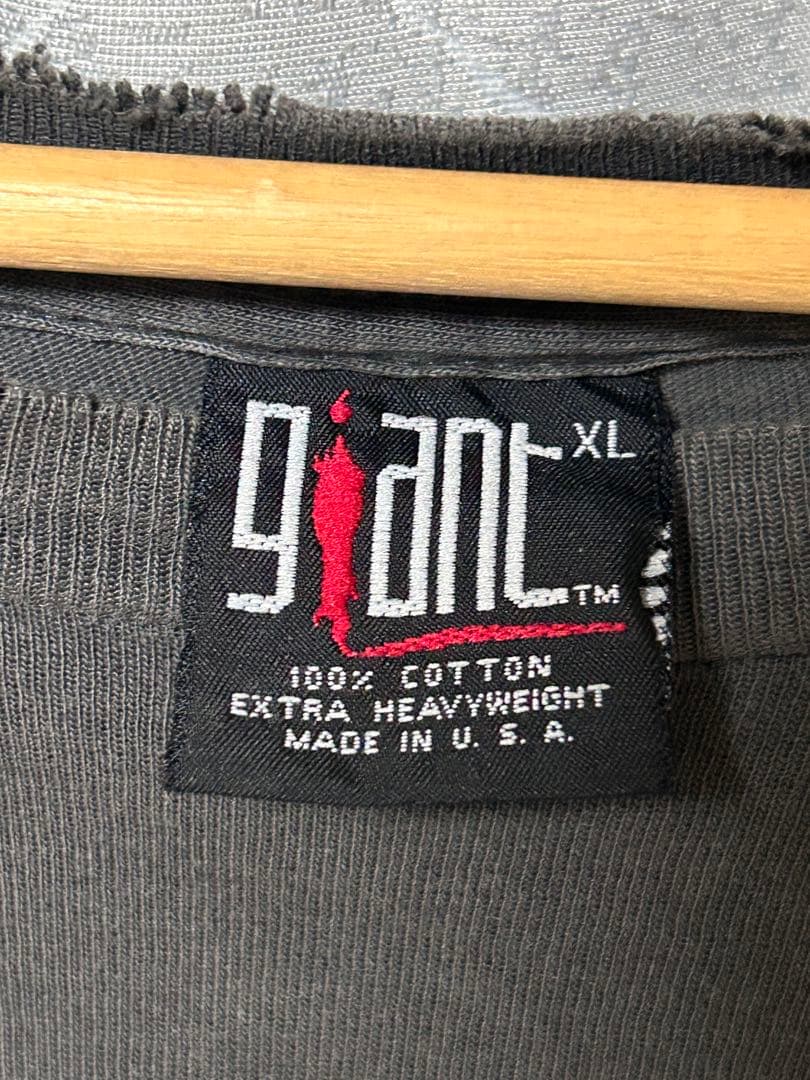 giant XL
TM
100% COTTON
EXTRA HEAVYWEIGHT
MADE IN U. S. A.